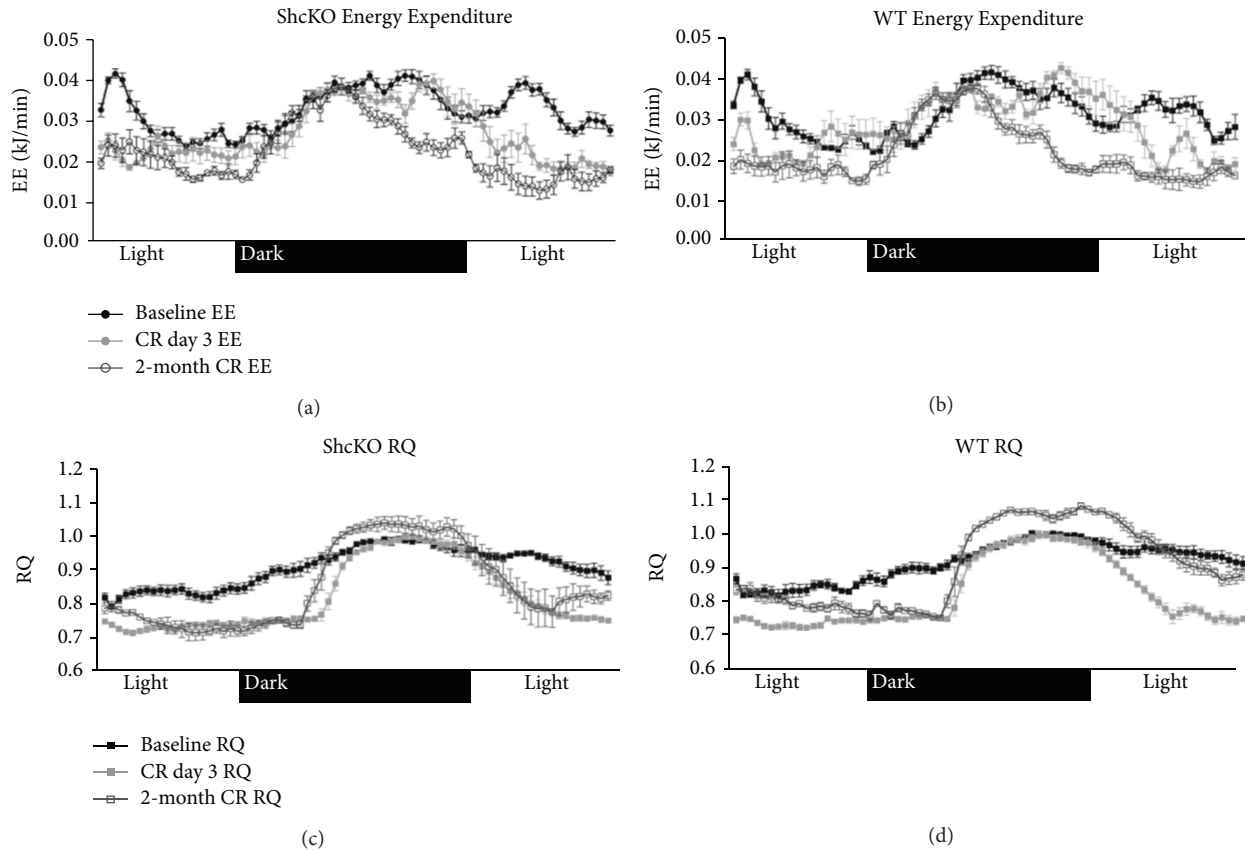 ShcKO Energy Expenditure
0.05
0.04
0.03
0.02
0.01
0.00
EE (kJ/min)
Light
Dark
Light
Baseline EE
CR day 3 EE
2-month CR EE
(a)
WT Energy Expenditure
0.05
0.04
0.03
0.02
0.01
0.00
EE (kJ/min)
Light
Dark
Light
(b)
ShcKO RQ
1.2
1.1
1.0
0.9
0.8
0.7
0.6
RQ
Light
Dark
Light
Baseline RQ
CR day 3 RQ
2-month CR RQ
(c)
WT RQ
1.2
1.1
1.0
0.9
0.8
0.7
0.6
RQ
Light
Dark
Light
(d)